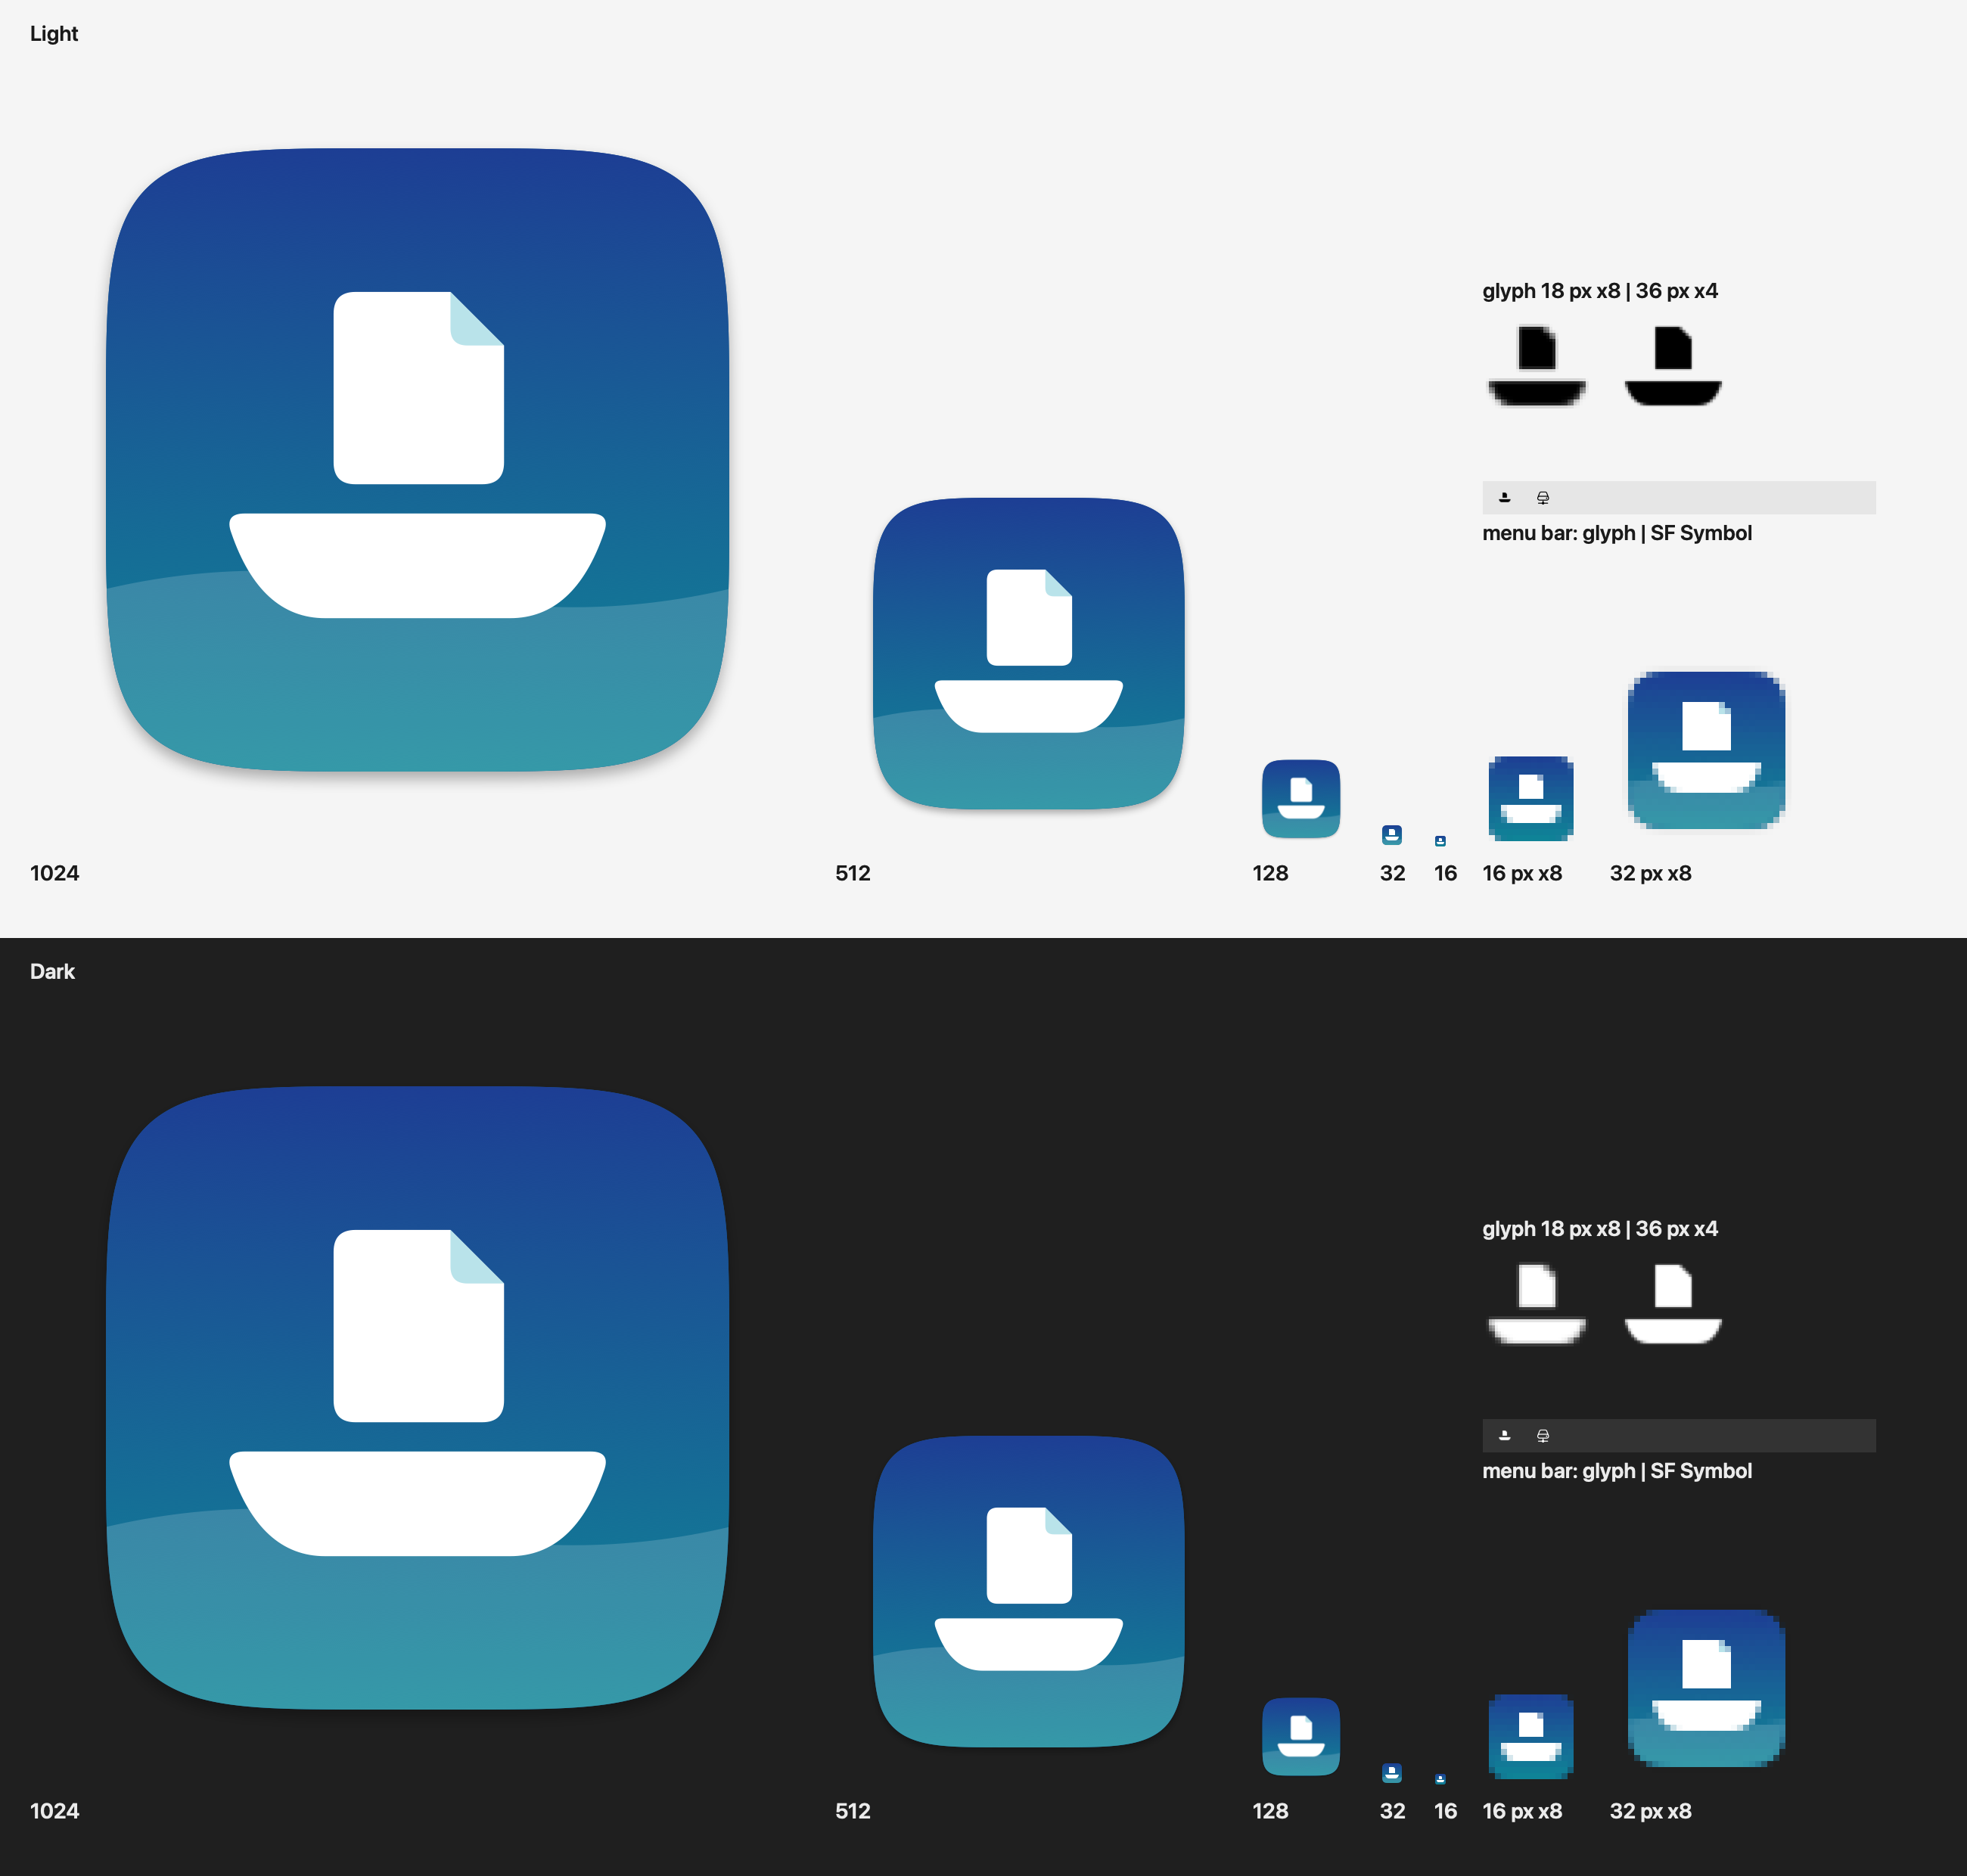 Light
glyph 18 px x8 | 36 px x4
menu bar: glyph | SF Symbol
1024
512
128
32
16
16 px x8
32 px x8
Dark
glyph 18 px x8 | 36 px x4
menu bar: glyph | SF Symbol
1024
512
128
32
16
16 px x8
32 px x8